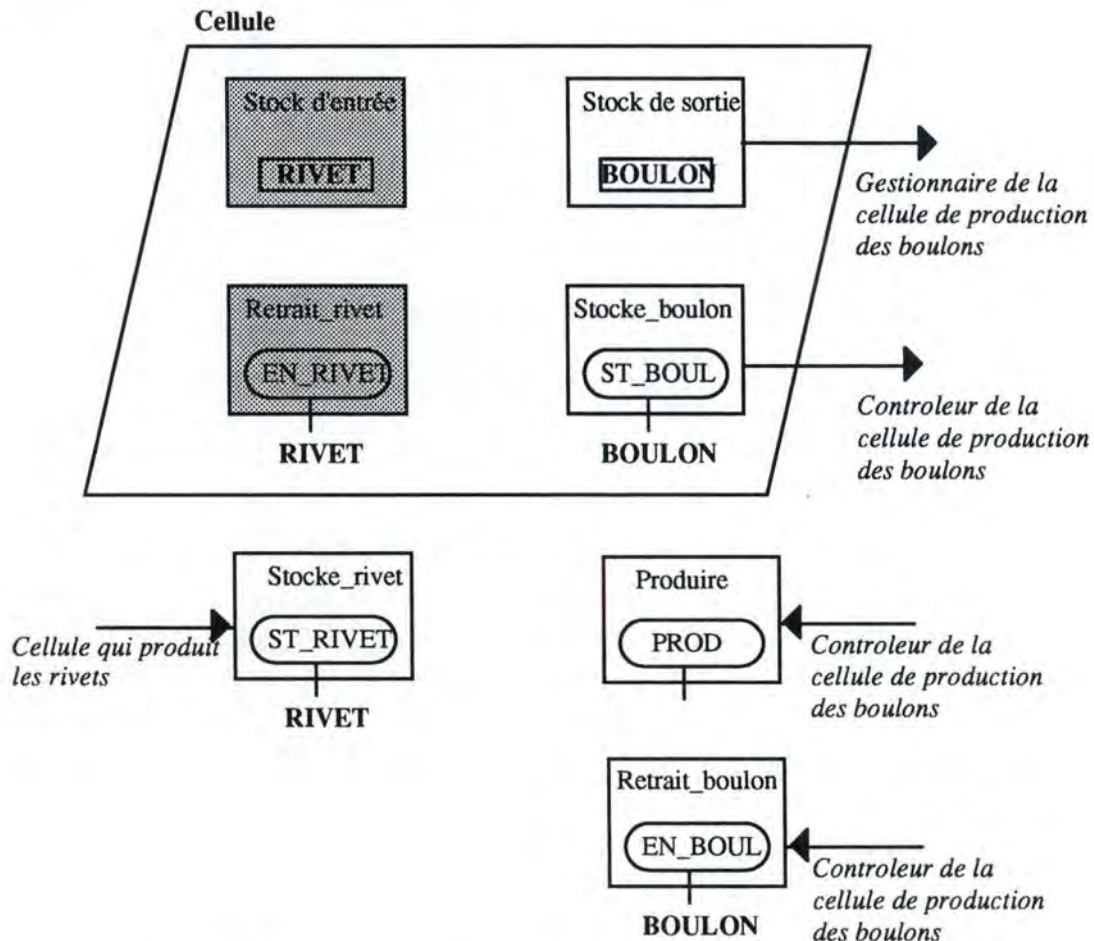 Cellule
Stock d'entrée
RIVET
Stock de sortie
BOULON
Gestionnaire de la
cellule de production
des boulons
Retrait_rivet
EN_RIVET
RIVET
Stocke_boulon
ST_BOUL
BOULON
Controleur de la
cellule de production
des boulons
Stocke_rivet
ST_RIVET
RIVET
Cellule qui produit
les rivets
Produire
PROD
Controleur de la
cellule de production
des boulons
Retrait_boulon
EN_BOUL
BOULON
Controleur de la
cellule de production
des boulons